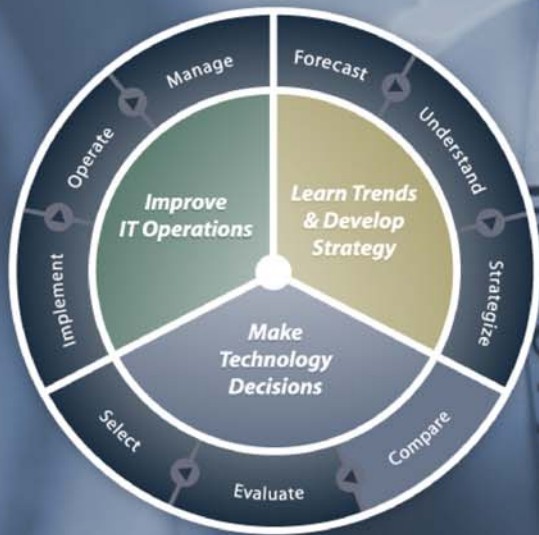 Forecast
Understand
Strategize
Compare
Evaluate
Select
Implement
Operate
Manage
Learn Trends
& Develop
Strategy
Make
Technology
Decisions
Improve
IT Operations